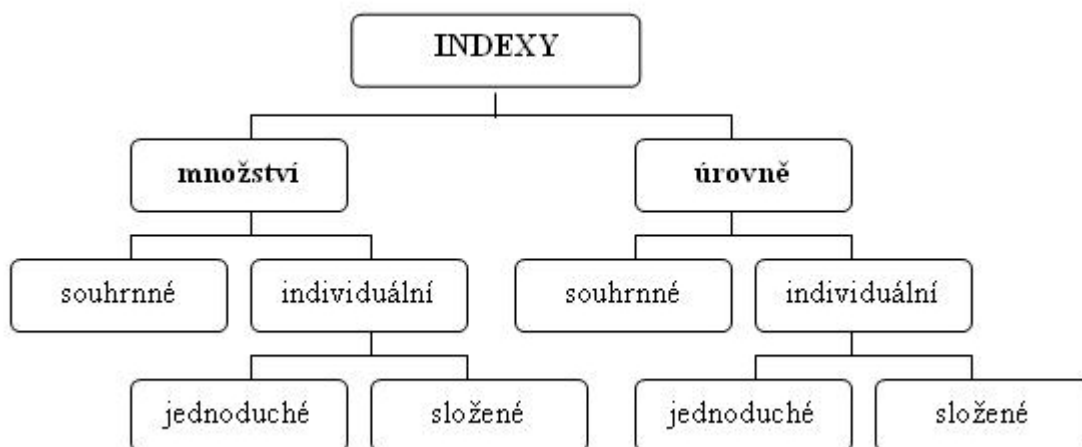 INDEXY
množství úrovně
souhrnné individuální souhrnné individuální
jednoduché složené jednoduché složené